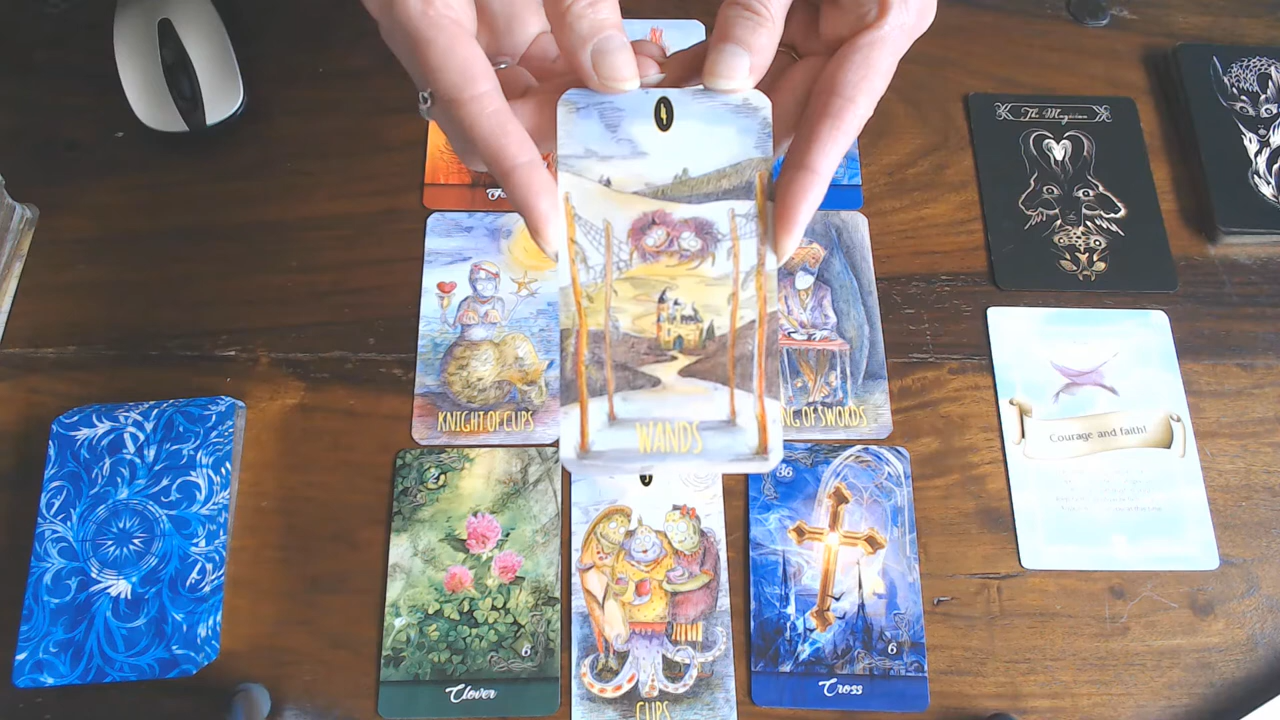 4
The Magician
KNIGHT OF CUPS
NG OF SWORDS
WANDS
Courage and faith!
36
3
6
Clover
CUPS
6
Cross